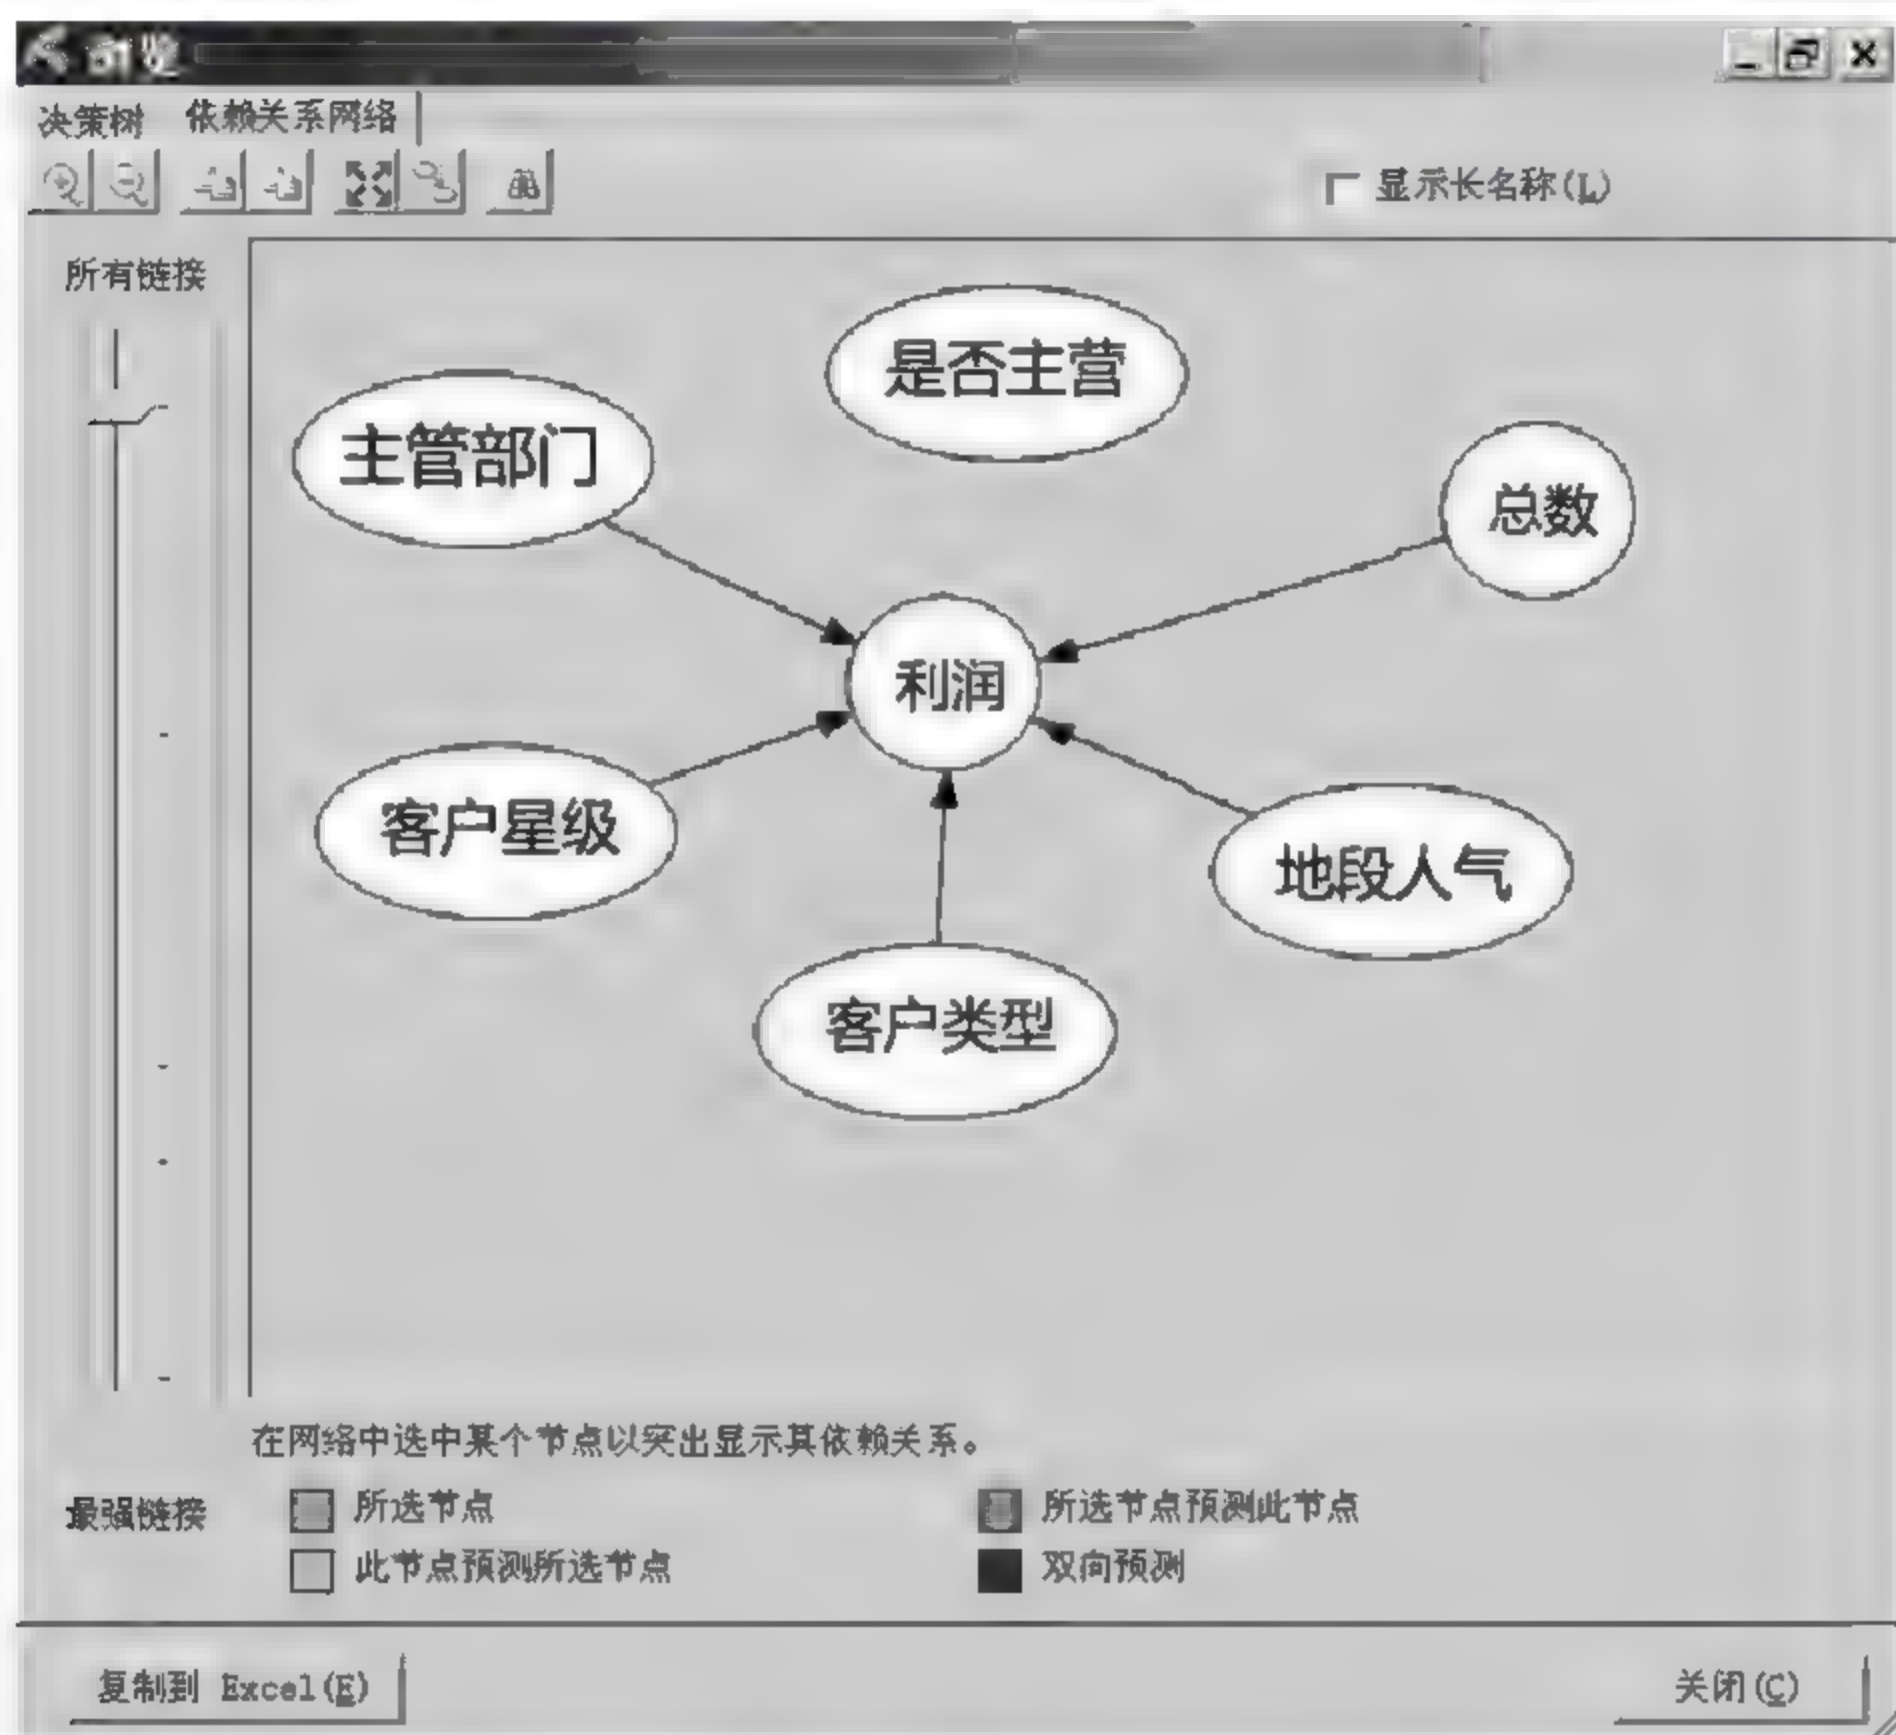 浏览
决策树 依赖关系网络
显示长名称(L)
所有链接
是否主营
主管部门
总数
利润
客户星级
地段人气
客户类型
在网络中选中某个节点以突出显示其依赖关系。
最强链接
所选节点 所选节点预测此节点
此节点预测所选节点 双向预测
复制到 Excel(E) 关闭(C)